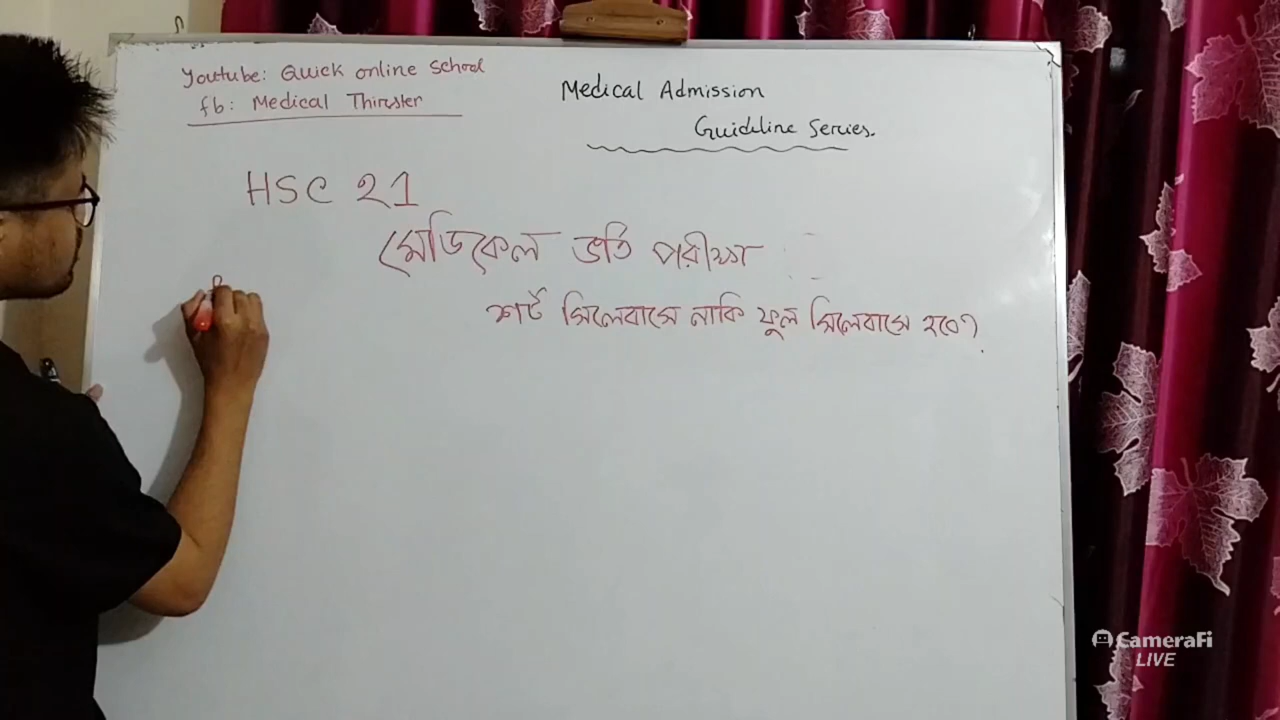 Youtube: Quick online School
fb: Medical Thirster
Medical Admission
Guideline Series.
HSC 21
মেডিকেল ভর্তি পরীক্ষা
শর্ট সিলেবাসে নাকি ফুল সিলেবাসে হবে?
CameraFi
LIVE